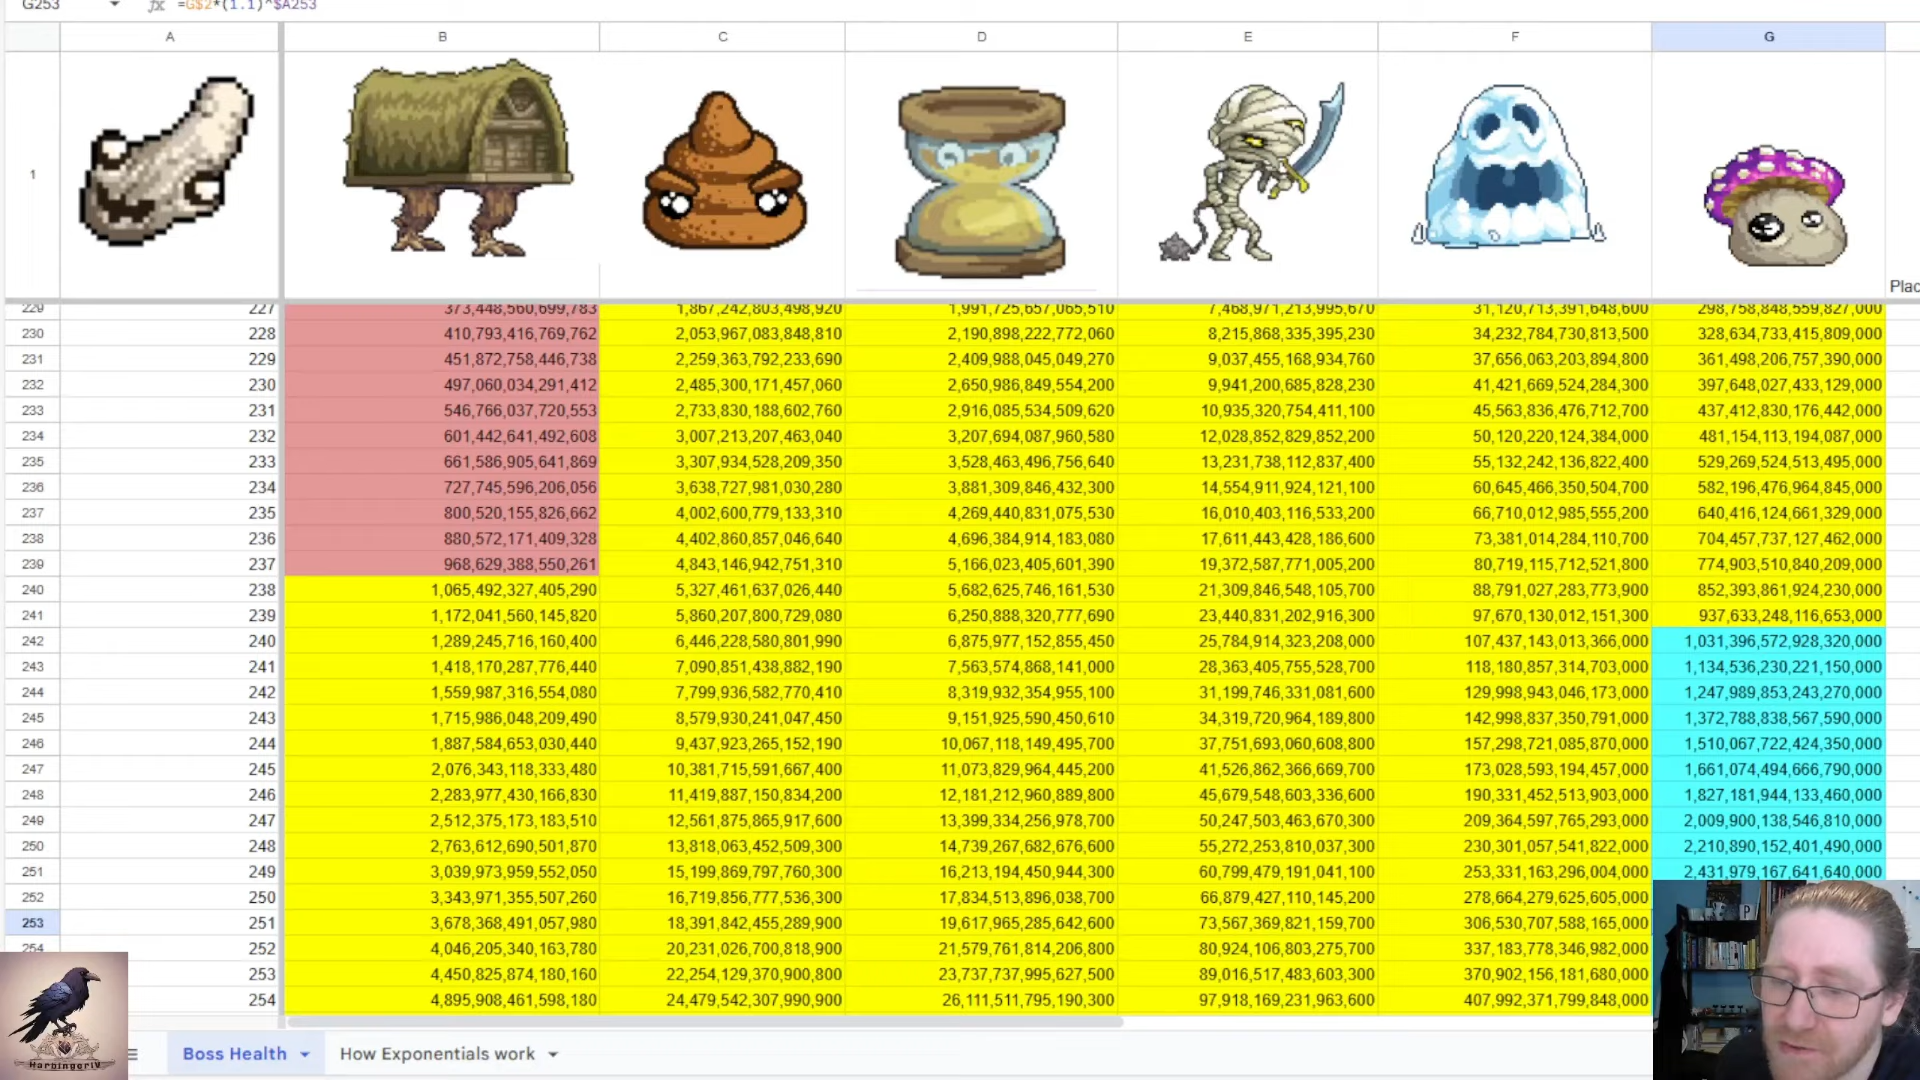 G253 fx =G$2*(1.1)^$A253
A B C D E F G
1 Plac
229 227 373,448,560,699,783 1,867,242,803,498,920 1,991,725,657,065,510 7,468,971,213,995,670 31,120,713,391,648,600 298,758,848,559,827,000
230 228 410,793,416,769,762 2,053,967,083,848,810 2,190,898,222,772,060 8,215,868,335,395,230 34,232,784,730,813,500 328,634,733,415,809,000
231 229 451,872,758,446,738 2,259,363,792,233,690 2,409,988,045,049,270 9,037,455,168,934,760 37,656,063,203,894,800 361,498,206,757,390,000
232 230 497,060,034,291,412 2,485,300,171,457,060 2,650,986,849,554,200 9,941,200,685,828,230 41,421,669,524,284,300 397,648,027,433,129,000
233 231 546,766,037,720,553 2,733,830,188,602,760 2,916,085,534,509,620 10,935,320,754,411,100 45,563,836,476,712,700 437,412,830,176,442,000
234 232 601,442,641,492,608 3,007,213,207,463,040 3,207,694,087,960,580 12,028,852,829,852,200 50,120,220,124,384,000 481,154,113,194,087,000
235 233 661,586,905,641,869 3,307,934,528,209,350 3,528,463,496,756,640 13,231,738,112,837,400 55,132,242,136,822,400 529,269,524,513,495,000
236 234 727,745,596,206,056 3,638,727,981,030,280 3,881,309,846,432,300 14,554,911,924,121,100 60,645,466,350,504,700 582,196,476,964,845,000
237 235 800,520,155,826,662 4,002,600,779,133,310 4,269,440,831,075,530 16,010,403,116,533,200 66,710,012,985,555,200 640,416,124,661,329,000
238 236 880,572,171,409,328 4,402,860,857,046,640 4,696,384,914,183,080 17,611,443,428,186,600 73,381,014,284,110,700 704,457,737,127,462,000
239 237 968,629,388,550,261 4,843,146,942,751,310 5,166,023,405,601,390 19,372,587,771,005,200 80,719,115,712,521,800 774,903,510,840,209,000
240 238 1,065,492,327,405,290 5,327,461,637,026,440 5,682,625,746,161,530 21,309,846,548,105,700 88,791,027,283,773,900 852,393,861,924,230,000
241 239 1,172,041,560,145,820 5,860,207,800,729,080 6,250,888,320,777,690 23,440,831,202,916,300 97,670,130,012,151,300 937,633,248,116,653,000
242 240 1,289,245,716,160,400 6,446,228,580,801,990 6,875,977,152,855,450 25,784,914,323,208,000 107,437,143,013,366,000 1,031,396,572,928,320,000
243 241 1,418,170,287,776,440 7,090,851,438,882,190 7,563,574,868,141,000 28,363,405,755,528,700 118,180,857,314,703,000 1,134,536,230,221,150,000
244 242 1,559,987,316,554,080 7,799,936,582,770,410 8,319,932,354,955,100 31,199,746,331,081,600 129,998,943,046,173,000 1,247,989,853,243,270,000
245 243 1,715,986,048,209,490 8,579,930,241,047,450 9,151,925,590,450,610 34,319,720,964,189,800 142,998,837,350,791,000 1,372,788,838,567,590,000
246 244 1,887,584,653,030,440 9,437,923,265,152,190 10,067,118,149,495,700 37,751,693,060,608,800 157,298,721,085,870,000 1,510,067,722,424,350,000
247 245 2,076,343,118,333,480 10,381,715,591,667,400 11,073,829,964,445,200 41,526,862,366,669,700 173,028,593,194,457,000 1,661,074,494,666,790,000
248 246 2,283,977,430,166,830 11,419,887,150,834,200 12,181,212,960,889,800 45,679,548,603,336,600 190,331,452,513,903,000 1,827,181,944,133,460,000
249 247 2,512,375,173,183,510 12,561,875,865,917,600 13,399,334,256,978,700 50,247,503,463,670,300 209,364,597,765,293,000 2,009,900,138,546,810,000
250 248 2,763,612,690,501,870 13,818,063,452,509,300 14,739,267,682,676,600 55,272,253,810,037,300 230,301,057,541,822,000 2,210,890,152,401,490,000
251 249 3,039,973,959,552,050 15,199,869,797,760,300 16,213,194,450,944,300 60,799,479,191,041,100 253,331,163,296,004,000 2,431,979,167,641,640,000
252 250 3,343,971,355,507,260 16,719,856,777,536,300 17,834,513,896,038,700 66,879,427,110,145,200 278,664,279,625,605,000
253 251 3,678,368,491,057,980 18,391,842,455,289,900 19,617,965,285,642,600 73,567,369,821,159,700 306,530,707,588,165,000
254 252 4,046,205,340,163,780 20,231,026,700,818,900 21,579,761,814,206,800 80,924,106,803,275,700 337,183,778,346,982,000
253 4,450,825,874,180,160 22,254,129,370,900,800 23,737,737,995,627,500 89,016,517,483,603,300 370,902,156,181,680,000
254 4,895,908,461,598,180 24,479,542,307,990,900 26,111,511,795,190,300 97,918,169,231,963,600 407,992,371,799,848,000
Boss Health How Exponentials work
HarbingerIV
P